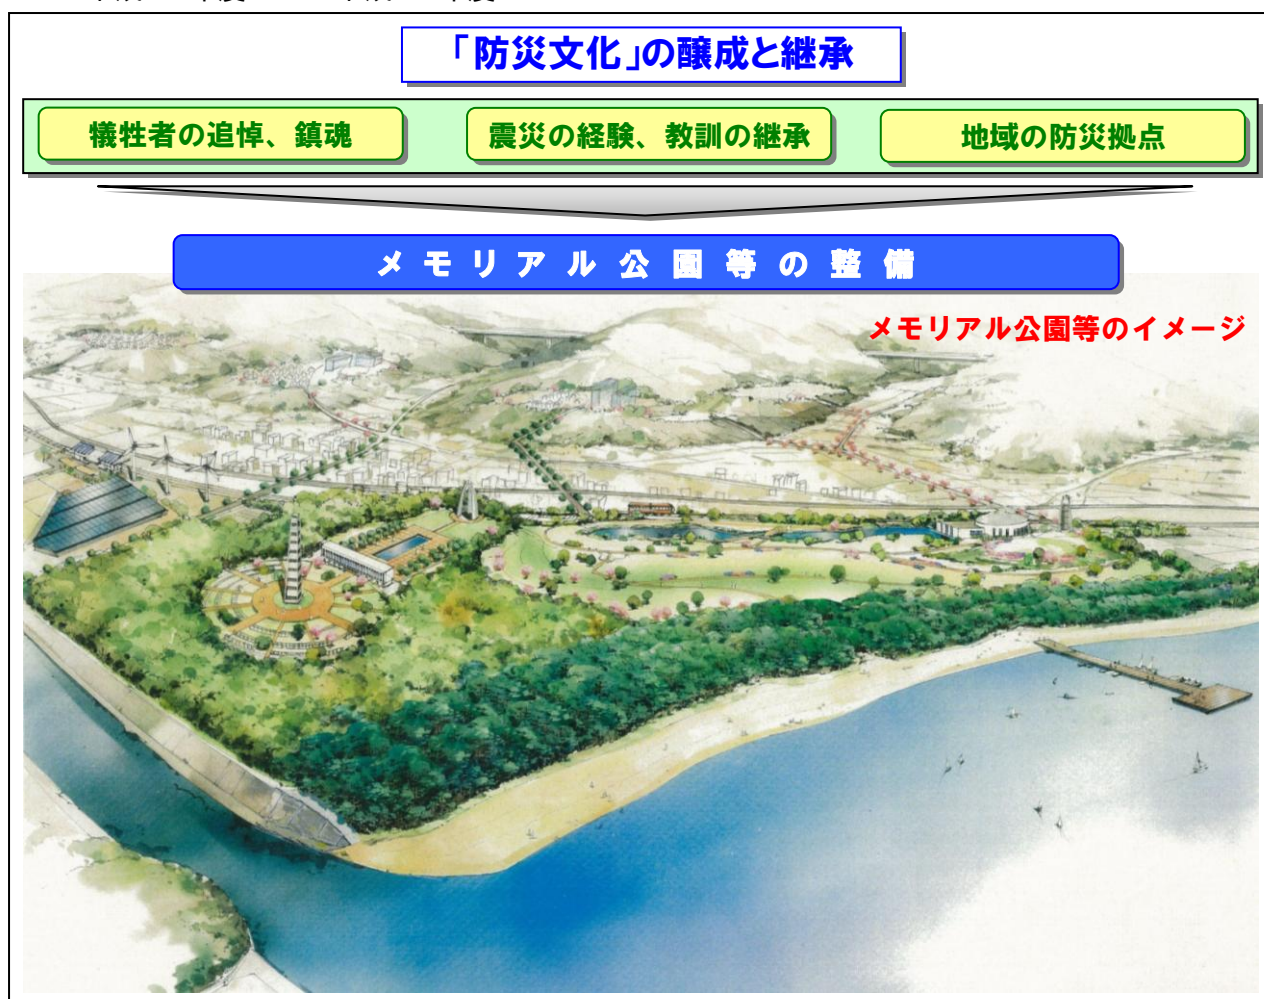 「防災文化」の醸成と継承
犠牲者の追悼、鎮魂
震災の経験、教訓の継承
地域の防災拠点
メモリアル公園等の整備
メモリアル公園等のイメージ